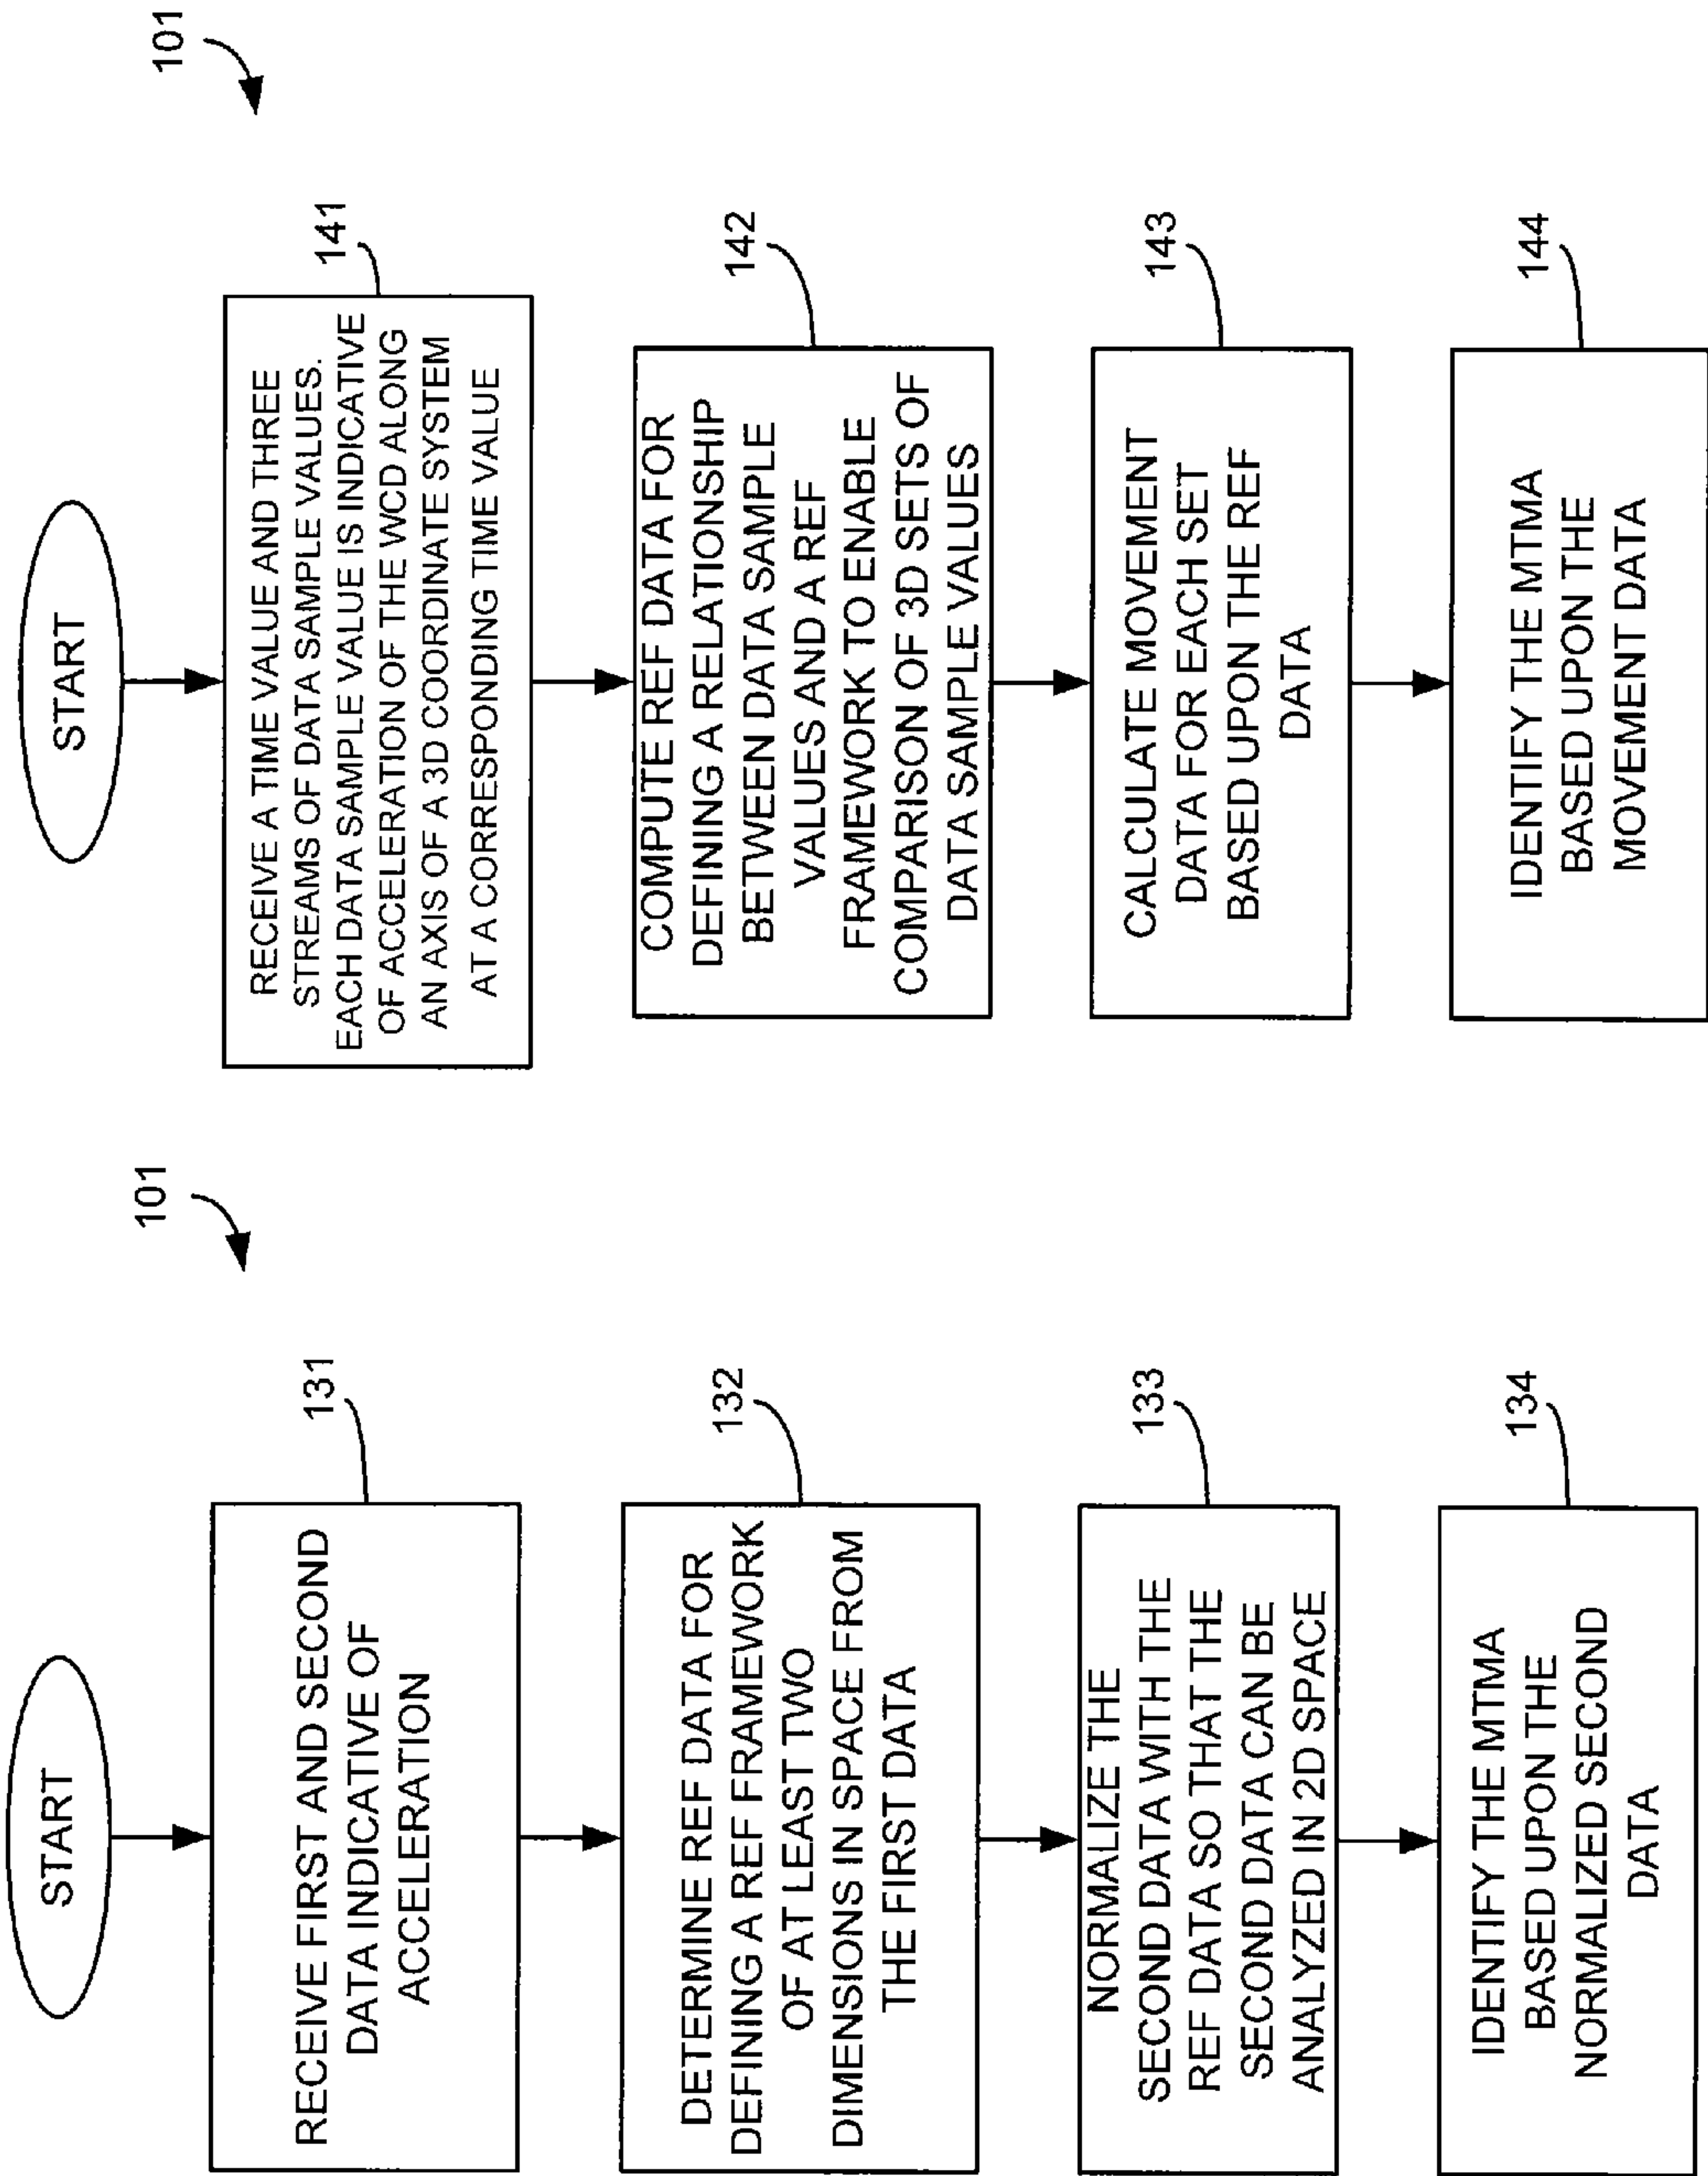 START
101
RECEIVE FIRST AND SECOND
DATA INDICATIVE OF
ACCELERATION
131
DETERMINE REF DATA FOR
DEFINING A REF FRAMEWORK
OF AT LEAST TWO
DIMENSIONS IN SPACE FROM
THE FIRST DATA
132
NORMALIZE THE
SECOND DATA WITH THE
REF DATA SO THAT THE
SECOND DATA CAN BE
ANALYZED IN 2D SPACE
133
IDENTIFY THE MTMA
BASED UPON THE
NORMALIZED SECOND
DATA
134
START
101
RECEIVE A TIME VALUE AND THREE
STREAMS OF DATA SAMPLE VALUES.
EACH DATA SAMPLE VALUE IS INDICATIVE
OF ACCELERATION OF THE WCD ALONG
AN AXIS OF A 3D COORDINATE SYSTEM
AT A CORRESPONDING TIME VALUE
141
COMPUTE REF DATA FOR
DEFINING A RELATIONSHIP
BETWEEN DATA SAMPLE
VALUES AND A REF
FRAMEWORK TO ENABLE
COMPARISON OF 3D SETS OF
DATA SAMPLE VALUES
142
CALCULATE MOVEMENT
DATA FOR EACH SET
BASED UPON THE REF
DATA
143
IDENTIFY THE MTMA
BASED UPON THE
MOVEMENT DATA
144